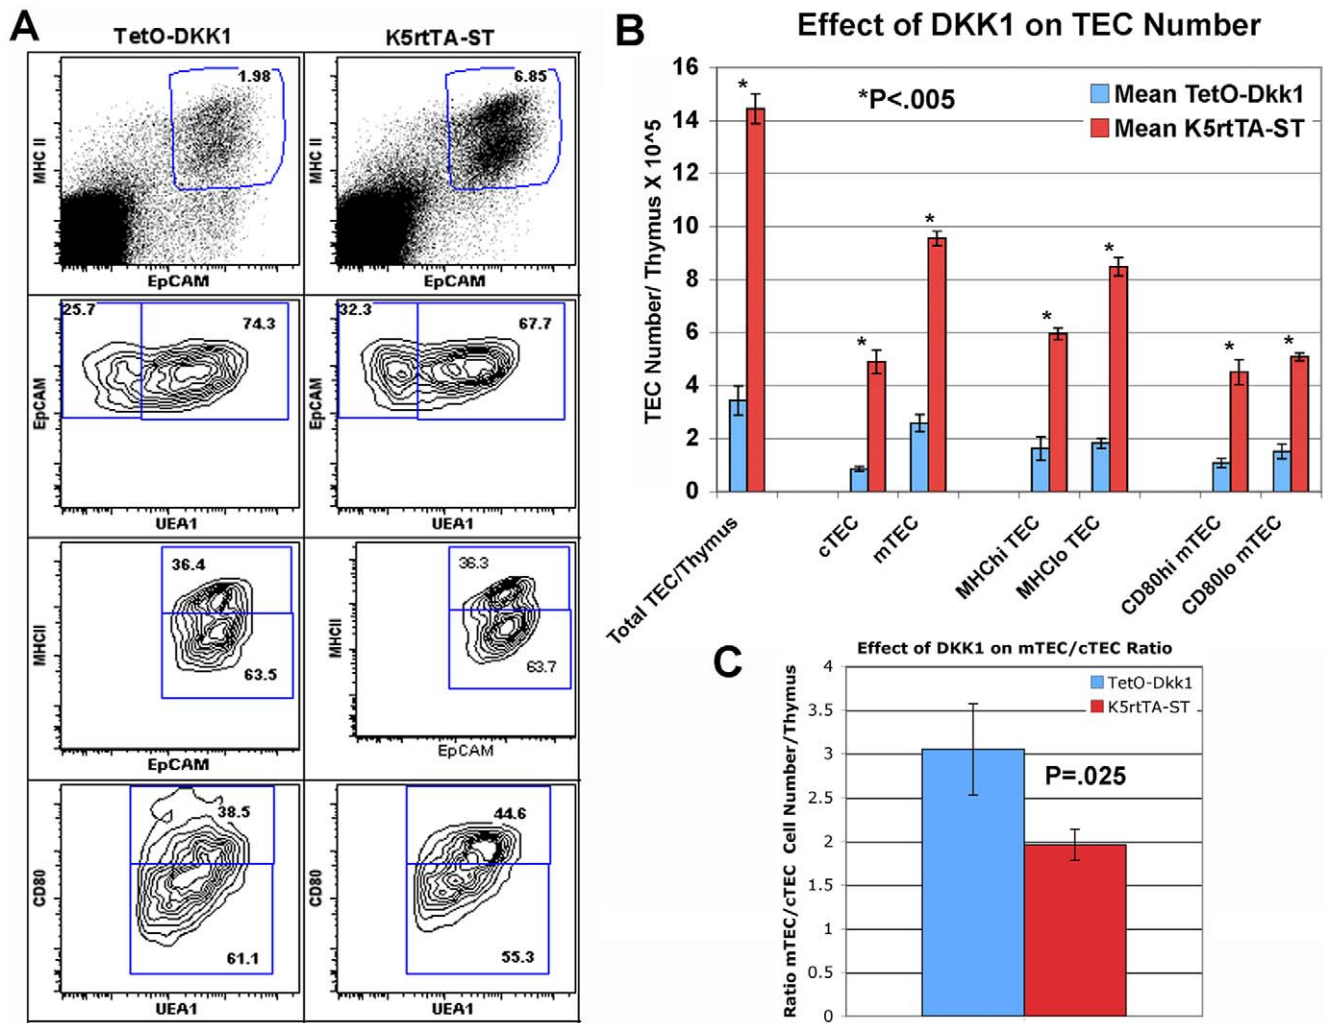 A
TetO-DKK1
K5rtTA-ST
MHC II
1.98
EpCAM
MHC II
6.85
EpCAM
EpCAM
25.7
74.3
UEA1
EpCAM
32.3
67.7
UEA1
MHCII
36.4
63.5
EpCAM
MHCII
36.3
63.7
EpCAM
CD80
38.5
61.1
UEA1
CD80
44.6
55.3
UEA1
B
Effect of DKK1 on TEC Number
TEC Number/ Thymus X 10^5
16
14
12
10
8
6
4
2
0
*P<.005
Mean TetO-Dkk1
Mean K5rtTA-ST
*
*
*
*
*
*
*
Total TEC/Thymus
cTEC
mTEC
MHChi TEC
MHClo TEC
CD80hi mTEC
CD80lo mTEC
C
Effect of DKK1 on mTEC/cTEC Ratio
Ratio mTEC/cTEC Cell Number/Thymus
4
3.5
3
2.5
2
1.5
1
0.5
0
TetO-Dkk1
K5rtTA-ST
P=.025